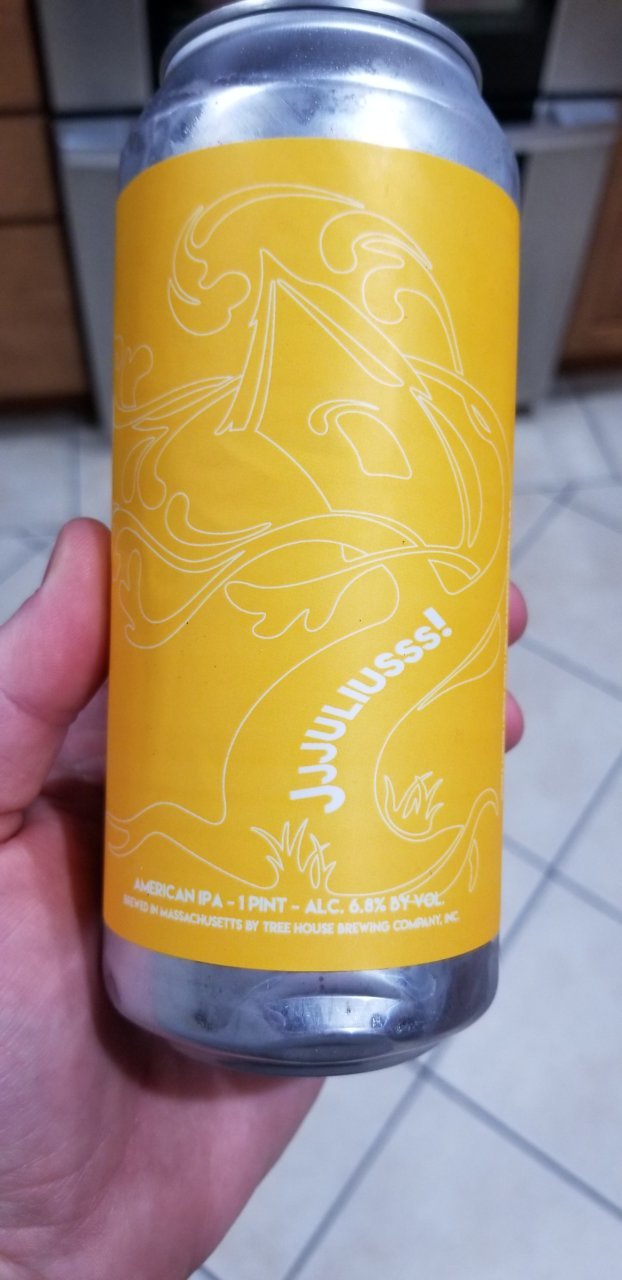 JJJULIUSSS!
AMERICAN IPA - 1 PINT - ALC. 6.8% BY VOL.
BREWED IN MASSACHUSETTS BY TREE HOUSE BREWING COMPANY, INC.